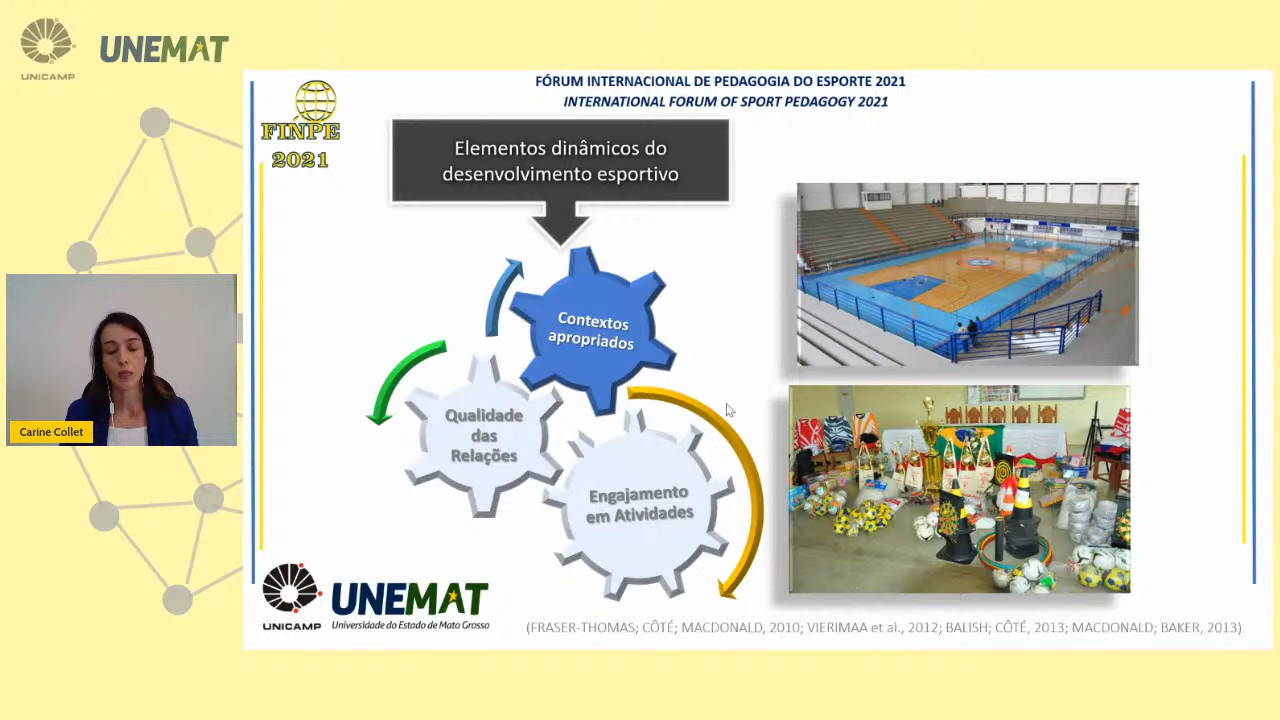 UNICAMP
UNEMAT
FÓRUM INTERNACIONAL DE PEDAGOGIA DO ESPORTE 2021
INTERNATIONAL FORUM OF SPORT PEDAGOGY 2021
FINPE
2021
Elementos dinâmicos do
desenvolvimento esportivo
Contextos
apropriados
Qualidade
das
Relações
Engajamento
em Atividades
Carine Collet
UNICAMP
UNEMAT
Universidade do Estado de Mato Grosso
(FRASER-THOMAS; CÔTÉ; MACDONALD, 2010; VIERIMAA et al., 2012; BALISH; CÔTÉ, 2013; MACDONALD; BAKER, 2013)